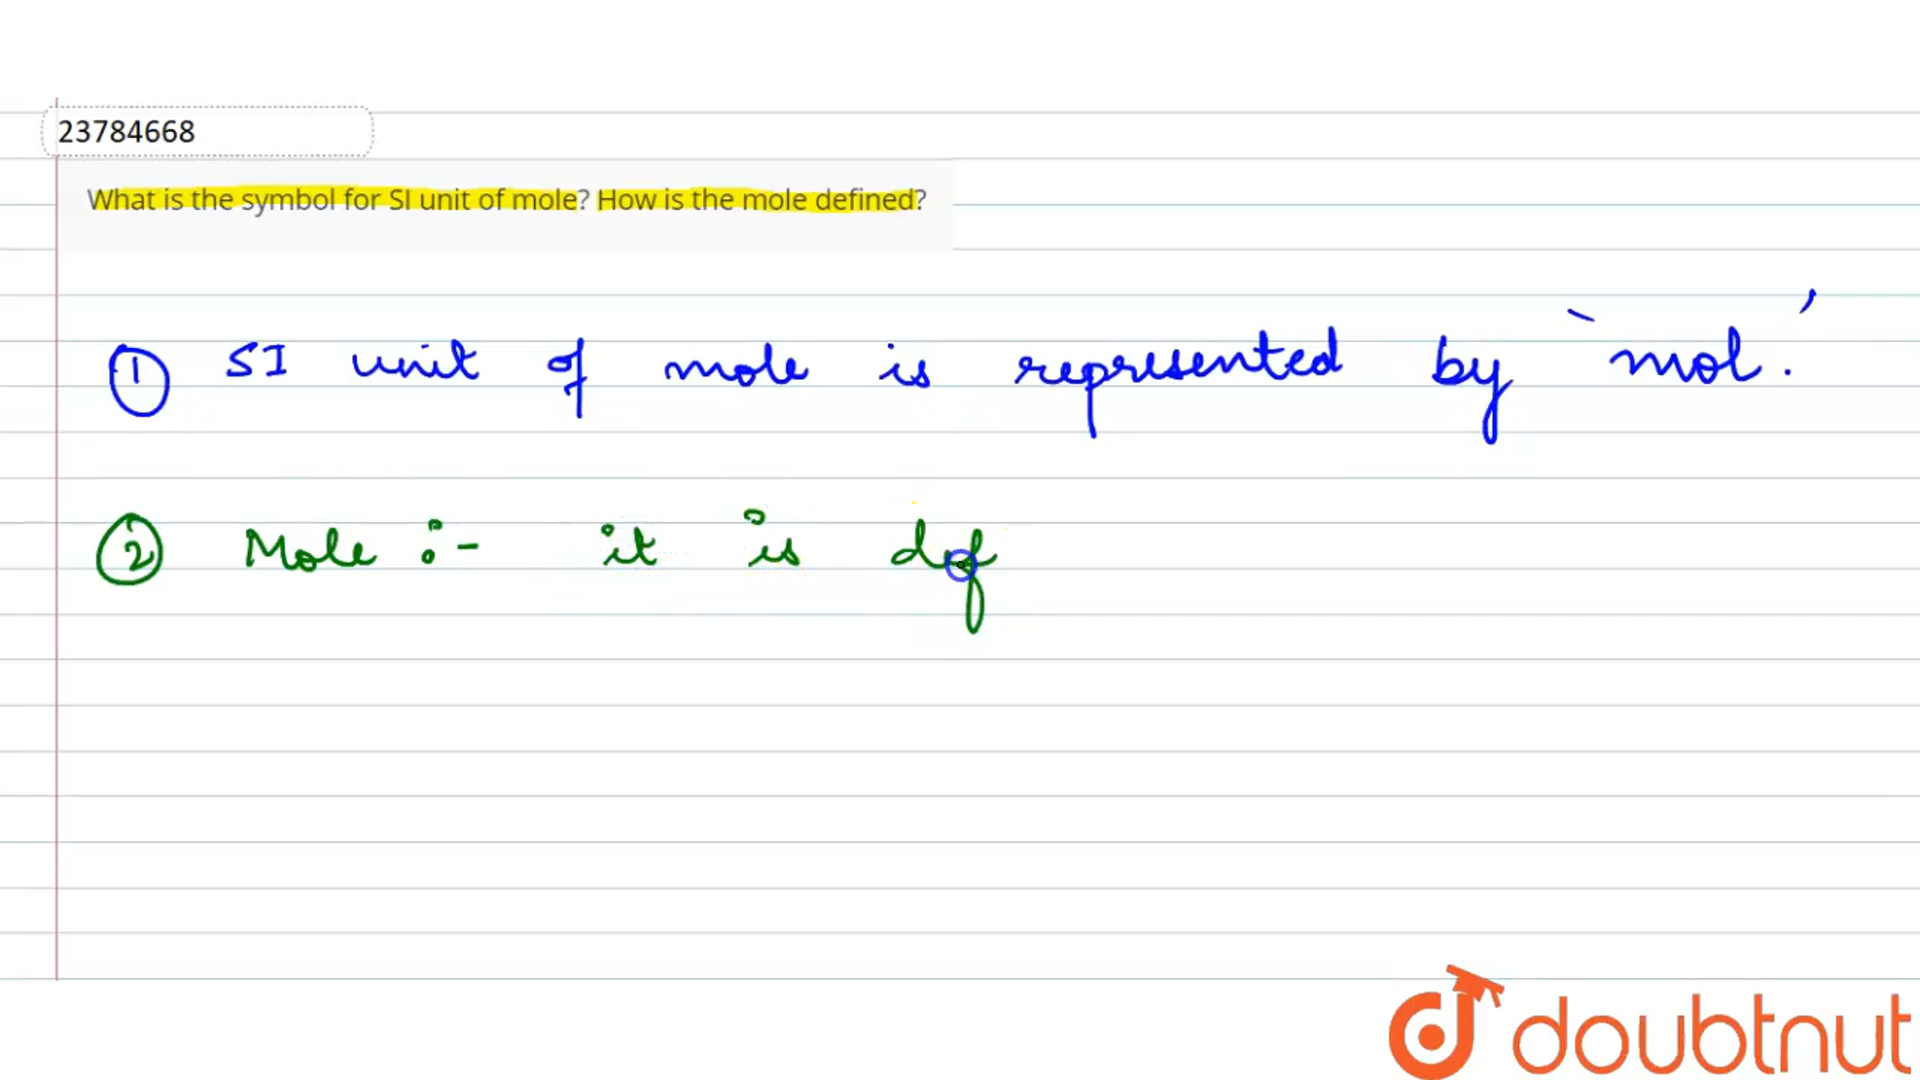 23784668
What is the symbol for SI unit of mole? How is the mole defined?
1 SI unit of mole is represented by `mol.'
2 Mole :- it is def
doubtnut